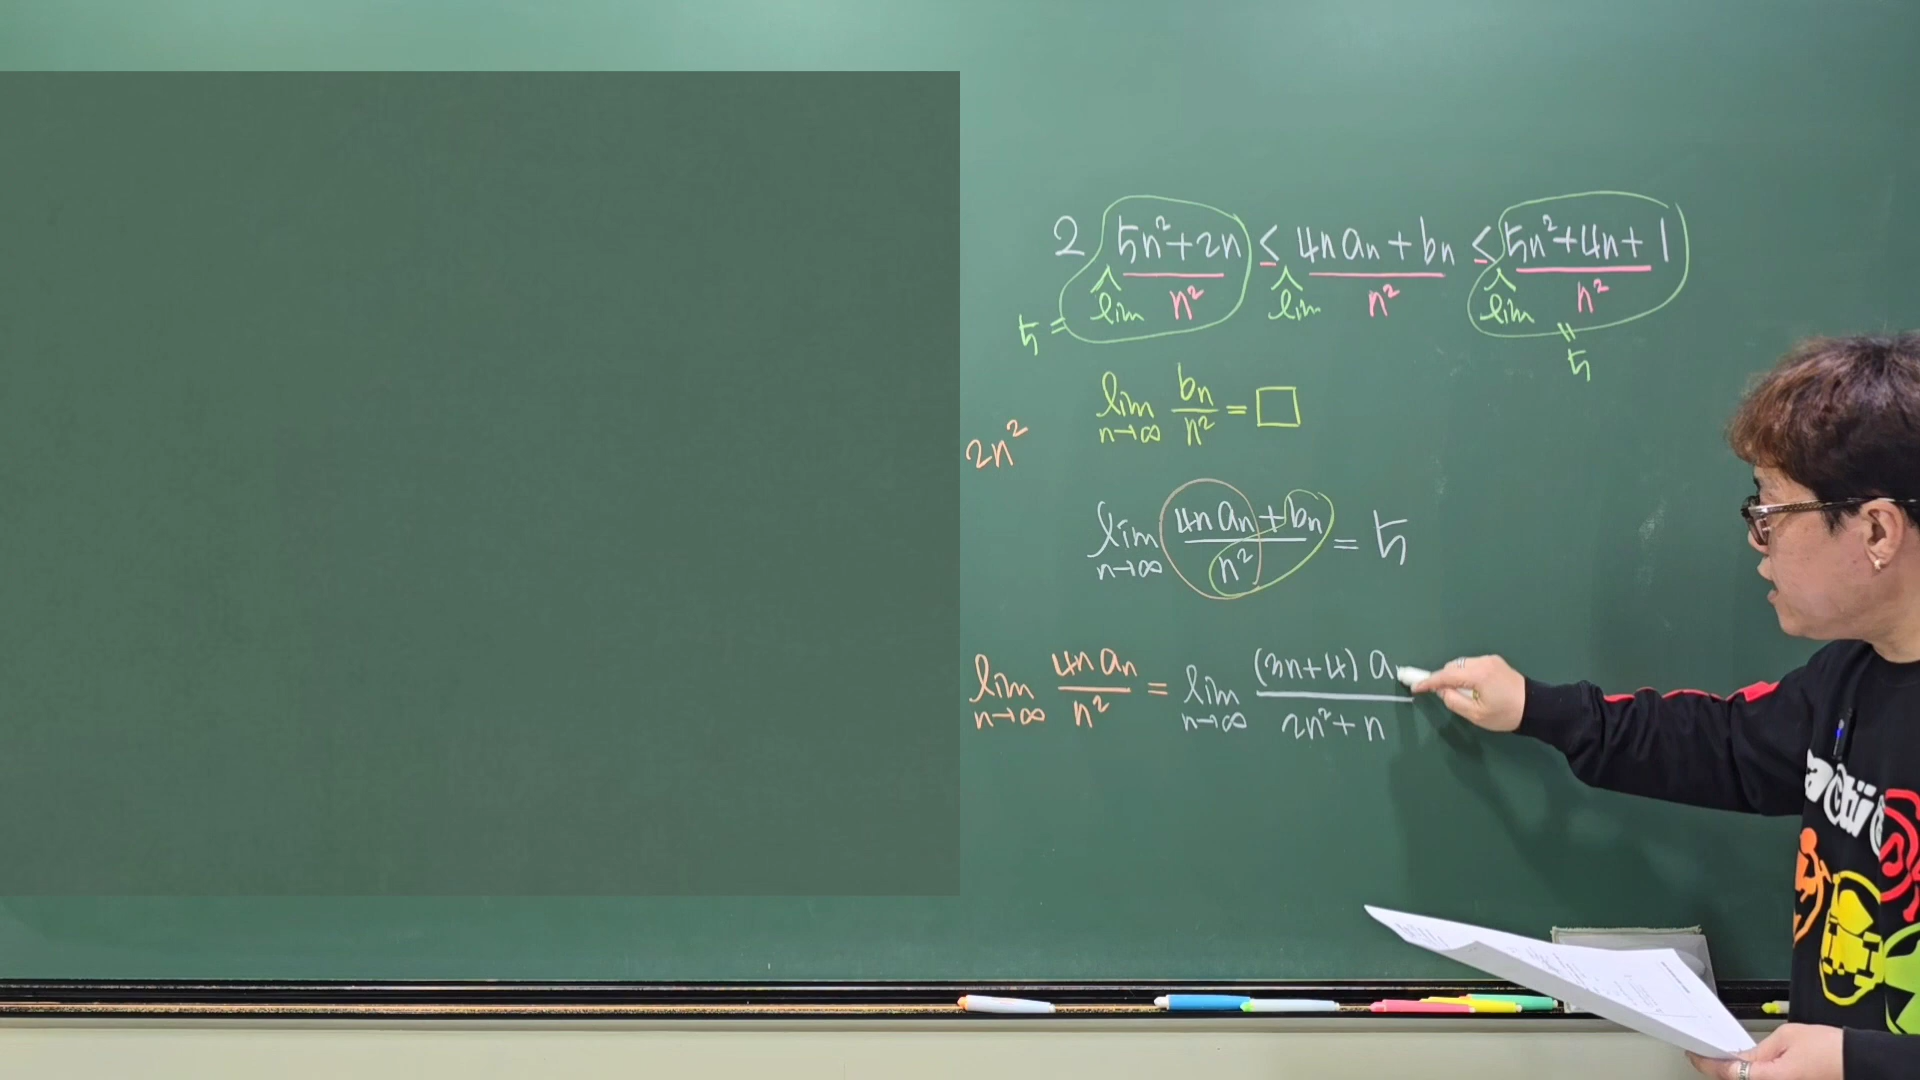 2 5n²+2n ≤ 4n aₙ + bₙ ≤ 5n²+4n+1
lim n² lim n² lim n²
5 =
= 5
lim n→∞ bₙ/n² = □
2n²
lim n→∞ (4n aₙ + bₙ)/n² = 5
lim n→∞ 4n aₙ/n² = lim n→∞ (3n+4) a /(2n²+n)